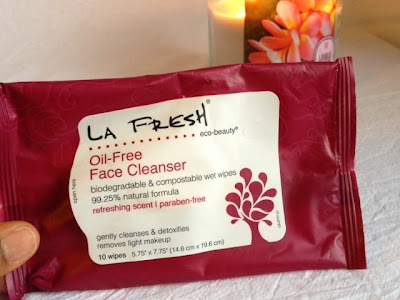 LA FRESH®
eco-beauty®
Oil-Free
Face Cleanser
biodegradable & compostable wet wipes
99.25% natural formula
refreshing scent | paraben-free
gently cleanses & detoxifies
removes light makeup
10 wipes 5.75" x 7.75" (14.6 cm x 19.6 cm)
open here